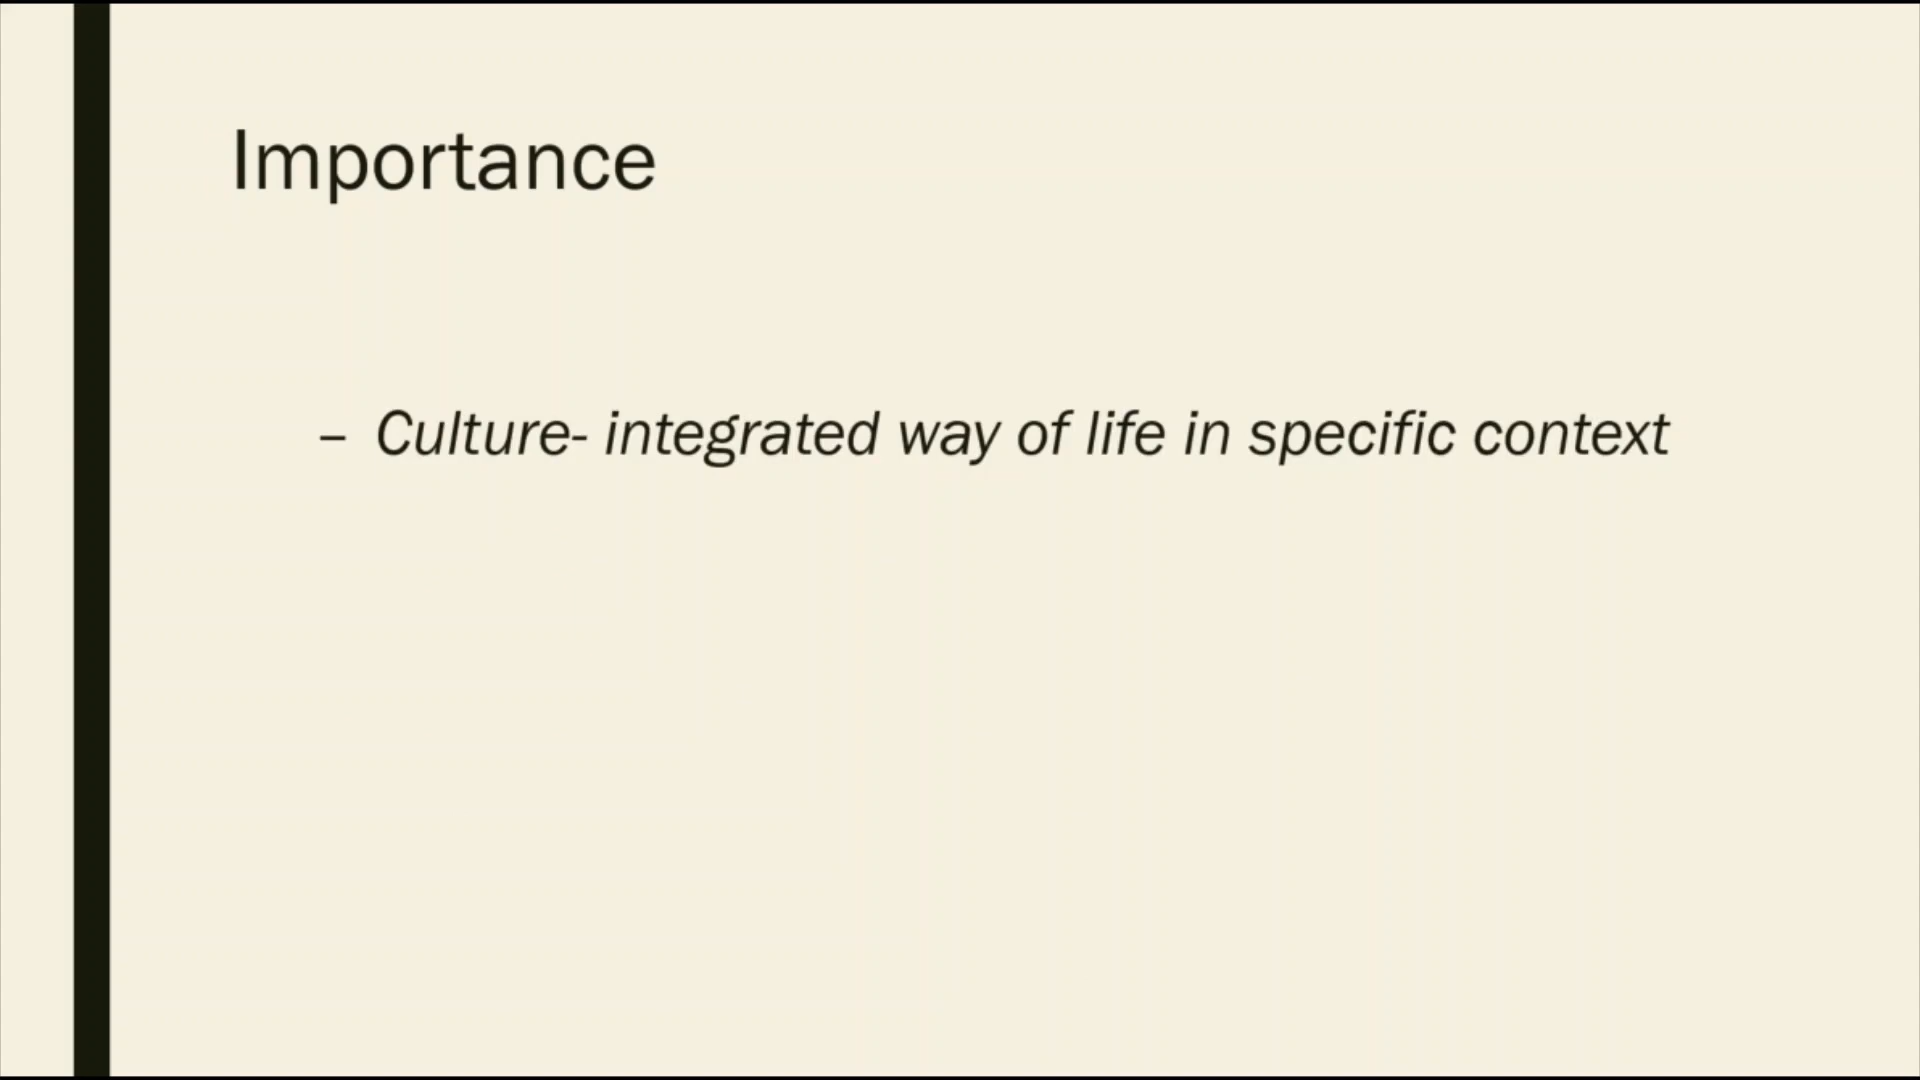 Importance
– Culture- integrated way of life in specific context